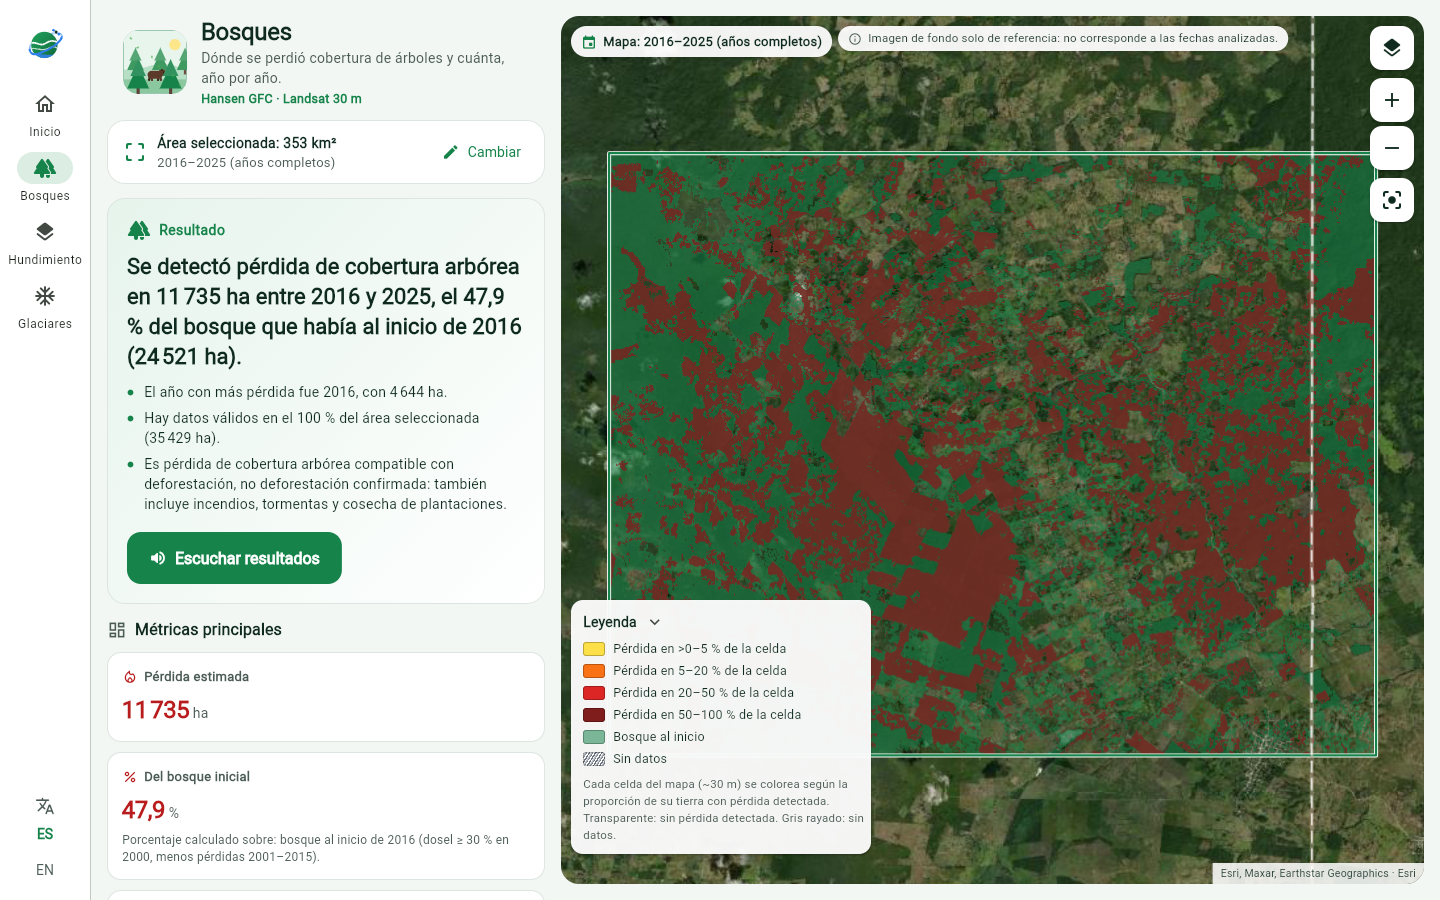 Inicio
Bosques
Hundimiento
Glaciares
ES
EN
Bosques
Dónde se perdió cobertura de árboles y cuánta,
año por año.
Hansen GFC · Landsat 30 m
Área seleccionada: 353 km²
2016–2025 (años completos)
Cambiar
Resultado
Se detectó pérdida de cobertura arbórea
en 11 735 ha entre 2016 y 2025, el 47,9
% del bosque que había al inicio de 2016
(24 521 ha).
• El año con más pérdida fue 2016, con 4 644 ha.
• Hay datos válidos en el 100 % del área seleccionada
(35 429 ha).
• Es pérdida de cobertura arbórea compatible con
deforestación, no deforestación confirmada: también
incluye incendios, tormentas y cosecha de plantaciones.
Escuchar resultados
Métricas principales
Pérdida estimada
11 735 ha
Del bosque inicial
47,9 %
Porcentaje calculado sobre: bosque al inicio de 2016 (dosel ≥ 30 % en
2000, menos pérdidas 2001–2015).
Mapa: 2016–2025 (años completos)
Imagen de fondo solo de referencia: no corresponde a las fechas analizadas.
Leyenda
Pérdida en >0–5 % de la celda
Pérdida en 5–20 % de la celda
Pérdida en 20–50 % de la celda
Pérdida en 50–100 % de la celda
Bosque al inicio
Sin datos
Cada celda del mapa (~30 m) se colorea según la
proporción de su tierra con pérdida detectada.
Transparente: sin pérdida detectada. Gris rayado: sin
datos.
Esri, Maxar, Earthstar Geographics · Esri